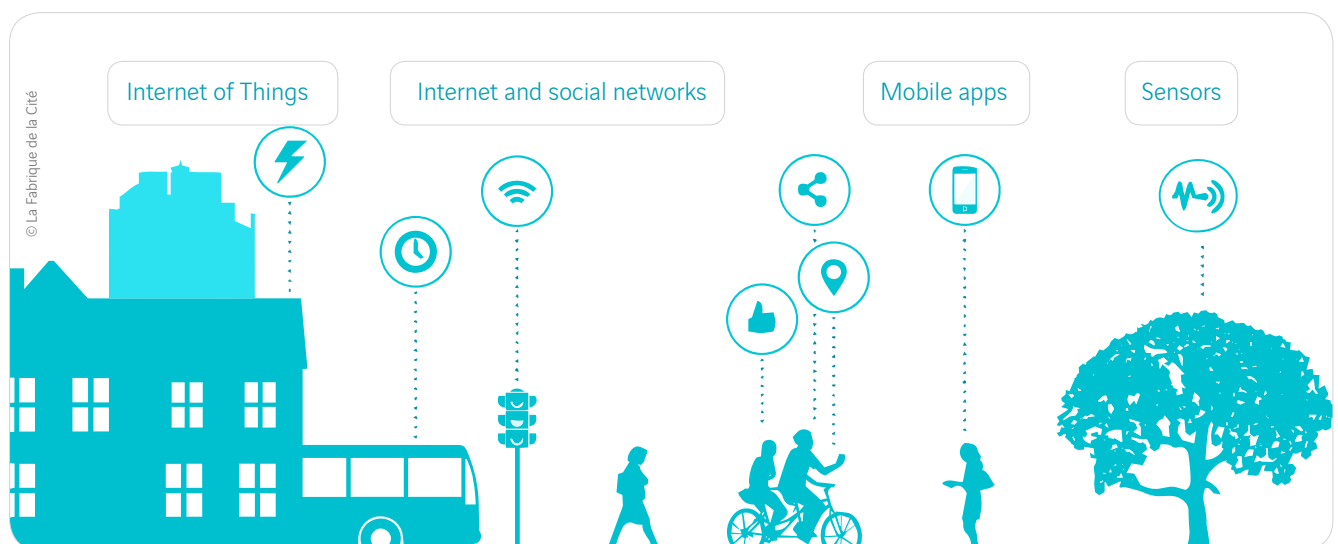 Internet of Things
Internet and social networks
Mobile apps
Sensors
© La Fabrique de la Cité